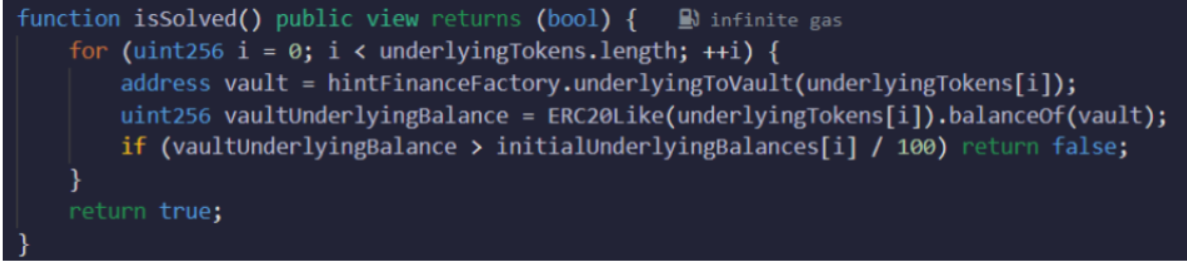 function isSolved() public view returns (bool) { infinite gas
for (uint256 i = 0; i < underlyingTokens.length; ++i) {
address vault = hintFinanceFactory.underlyingToVault(underlyingTokens[i]);
uint256 vaultUnderlyingBalance = ERC20Like(underlyingTokens[i]).balanceOf(vault);
if (vaultUnderlyingBalance > initialUnderlyingBalances[i] / 100) return false;
}
return true;
}